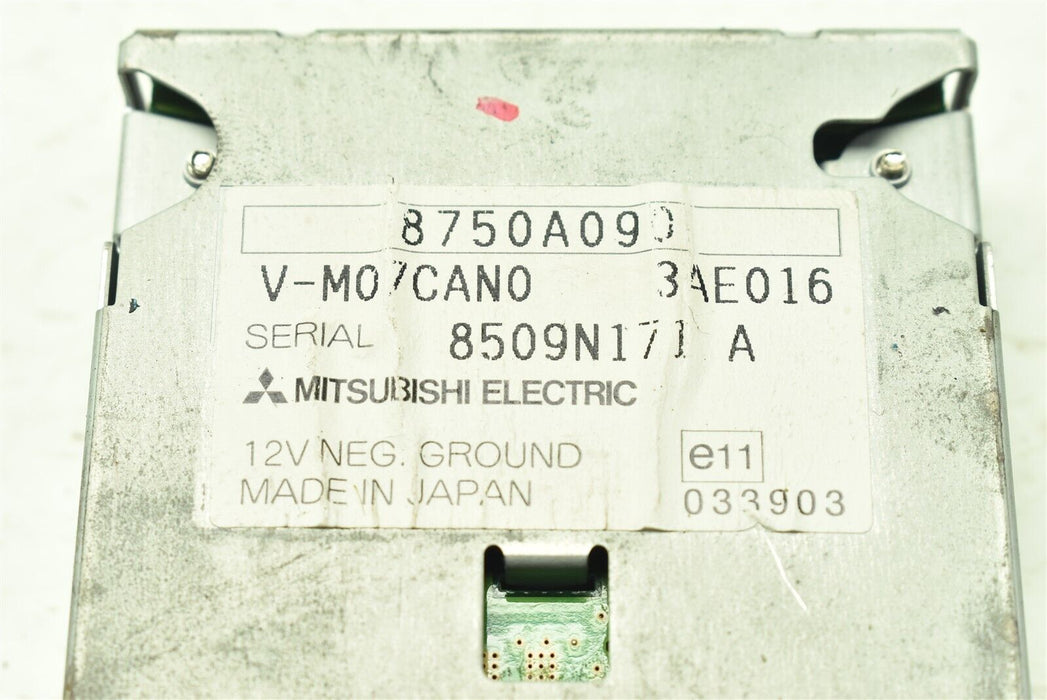 8750A090
V-M07CAN0 3AE016
SERIAL 8509N171 A
MITSUBISHI ELECTRIC
12V NEG. GROUND e11
MADE IN JAPAN 033903